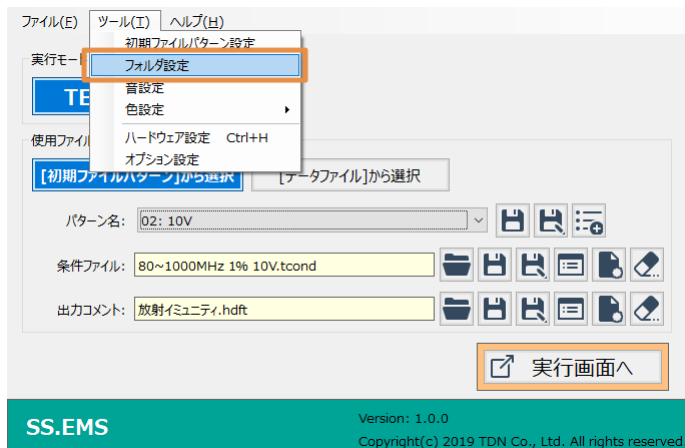 ファイル(F) ツール(T) ヘルプ(H)
初期ファイルパターン設定
実行モード
フォルダ設定
音設定
TE
色設定
ハードウェア設定 Ctrl+H
使用ファイル
オプション設定
[初期ファイルパターン]から選択 [データファイル]から選択
パターン名: 02: 10V
条件ファイル: 80~1000MHz 1% 10V.tcond
出力コメント: 放射イミュニティ.hdft
実行画面へ
SS.EMS
Version: 1.0.0
Copyright(c) 2019 TDN Co., Ltd. All rights reserved